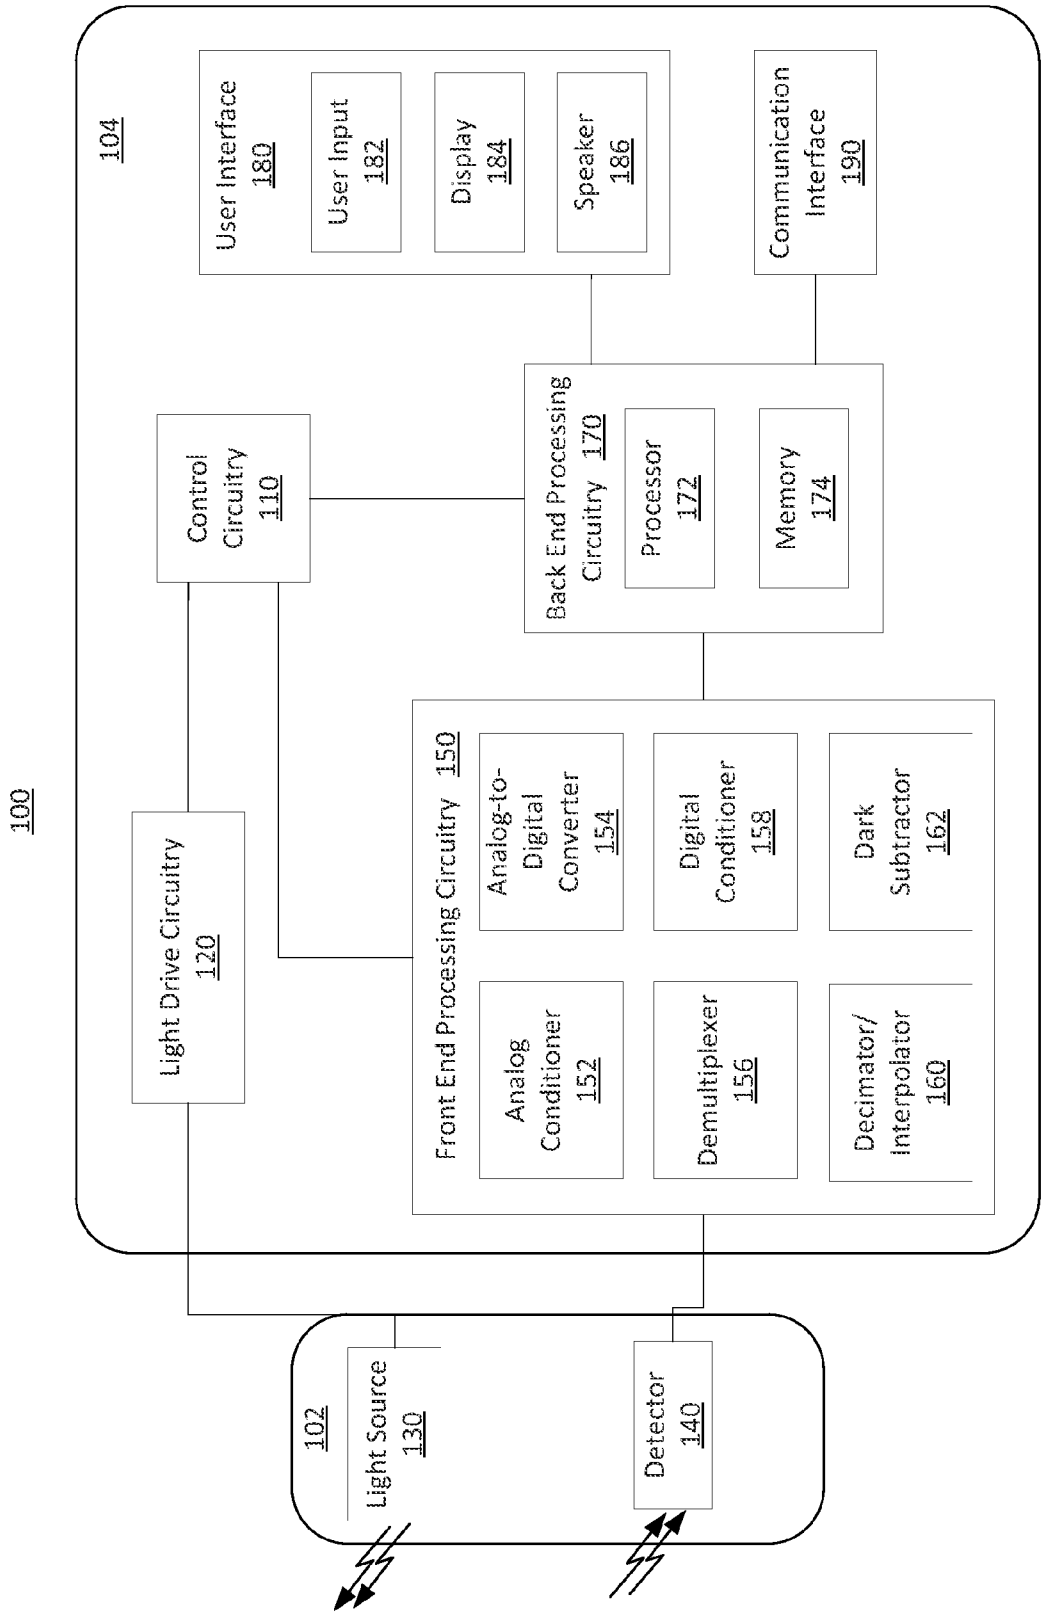 100
104
102
Light Source
130
Detector
140
Light Drive Circuitry
120
Control
Circuitry
110
Front End Processing Circuitry 150
Analog
Conditioner
152
Analog-to-
Digital
Converter
154
Demultiplexer
156
Digital
Conditioner
158
Decimator/
Interpolator
160
Dark
Subtractor
162
Back End Processing
Circuitry 170
Processor
172
Memory
174
User Interface
180
User Input
182
Display
184
Speaker
186
Communication
Interface
190